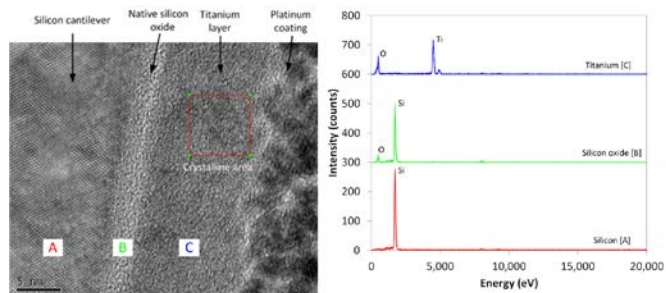 Silicon cantilever
Native silicon
oxide
Titanium
layer
Platinum
coating
Crystalline area
A
B
C
5 nm
800
700
600
500
400
300
200
100
0
Intensity (counts)
O
Ti
Titanium [C]
Si
O
Silicon oxide [B]
Si
Silicon [A]
0
5,000
10,000
15,000
20,000
Energy (eV)